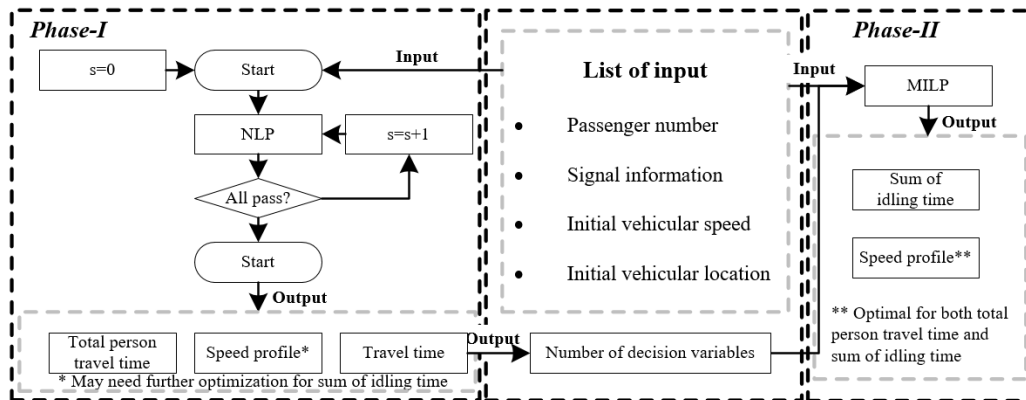 Phase-I
s=0
Start
Input
NLP
s=s+1
All pass?
Start
Output
Total person
travel time
Speed profile*
Travel time
* May need further optimization for sum of idling time
Output
List of input
• Passenger number
• Signal information
• Initial vehicular speed
• Initial vehicular location
Number of decision variables
Phase-II
Input
MILP
Output
Sum of
idling time
Speed profile**
** Optimal for both total
person travel time and
sum of idling time